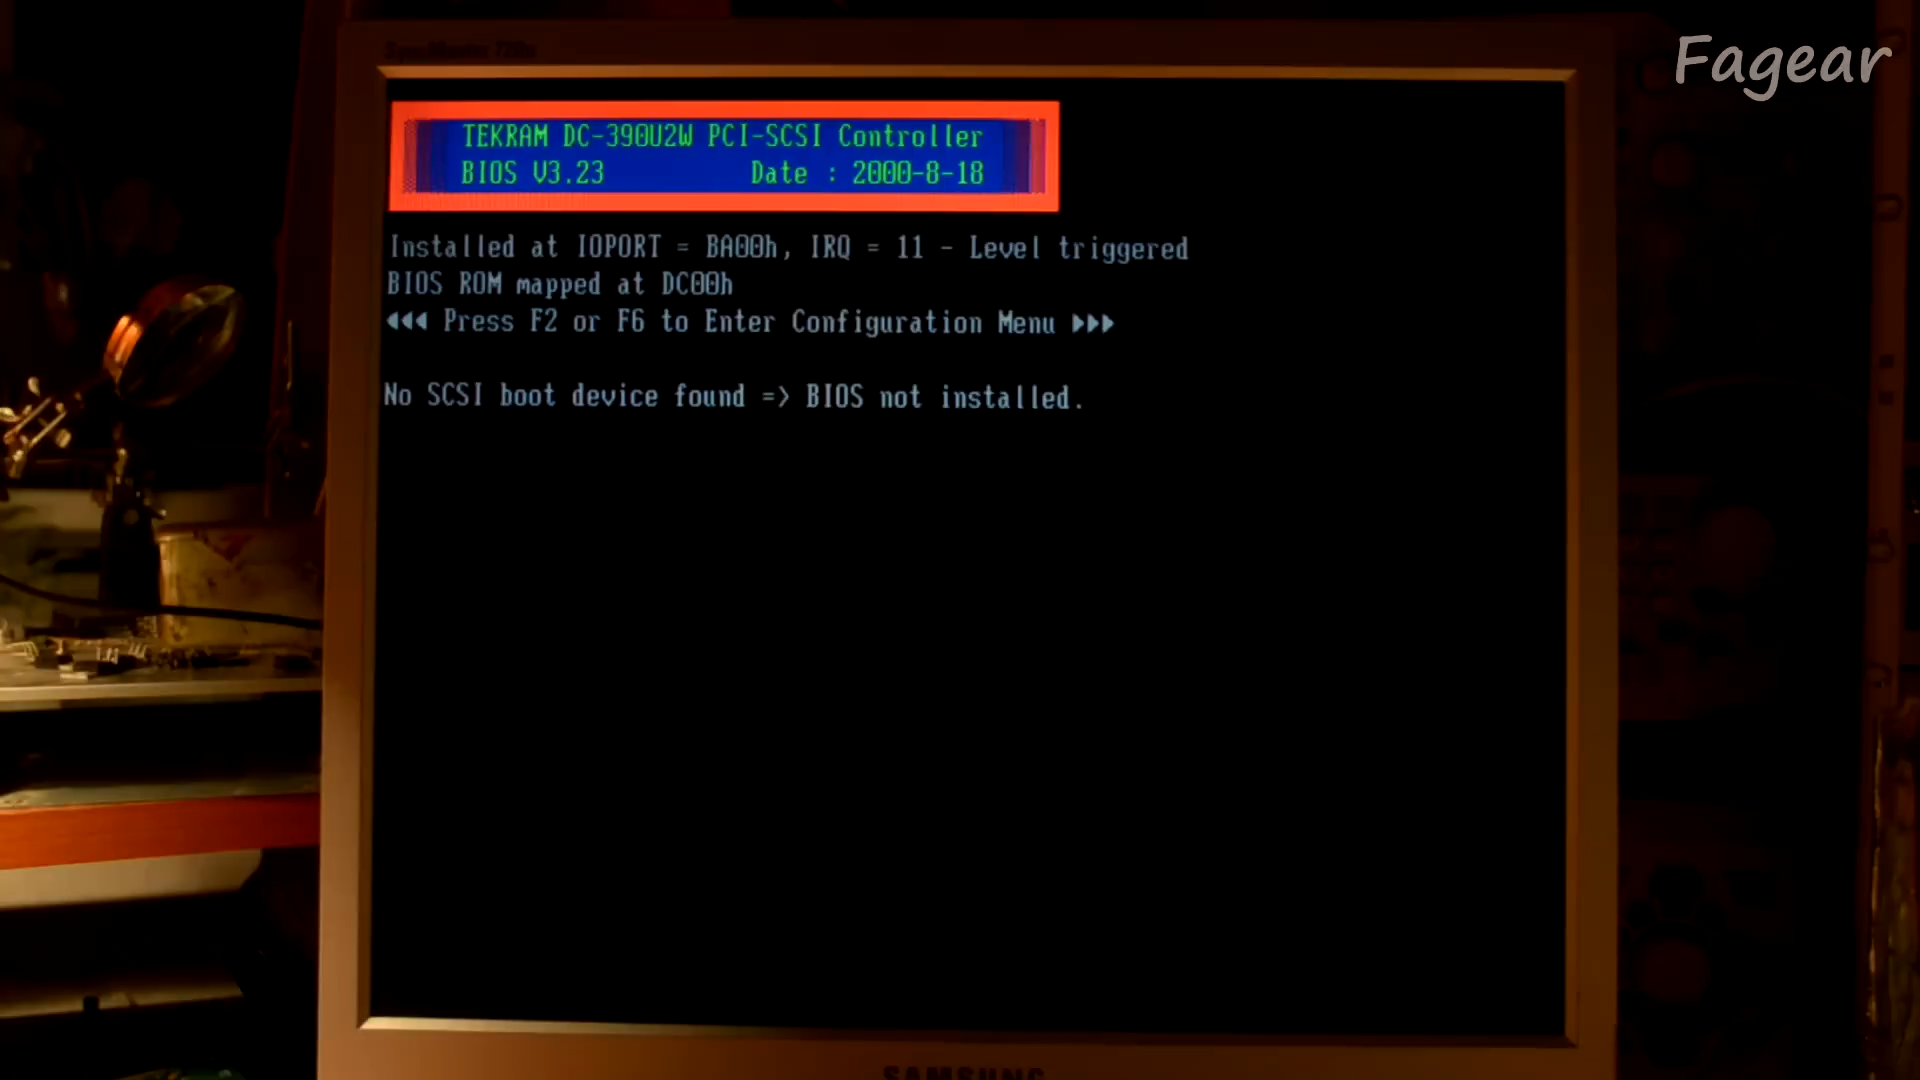 Fagear
TEKRAM DC-390U2W PCI-SCSI Controller
BIOS V3.23 Date : 2000-8-18
Installed at IOPORT = BA00h, IRQ = 11 - Level triggered
BIOS ROM mapped at DC00h
◄◄◄ Press F2 or F6 to Enter Configuration Menu ►►►
No SCSI boot device found => BIOS not installed.
SAMSUNG